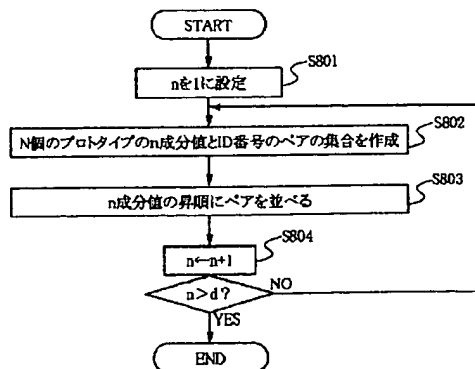 START
S801
nを1に設定
S802
N個のプロトタイプのn成分値とID番号のペアの集合を作成
S803
n成分値の昇順にペアを並べる
S804
n←n+1
n>d?
NO
YES
END